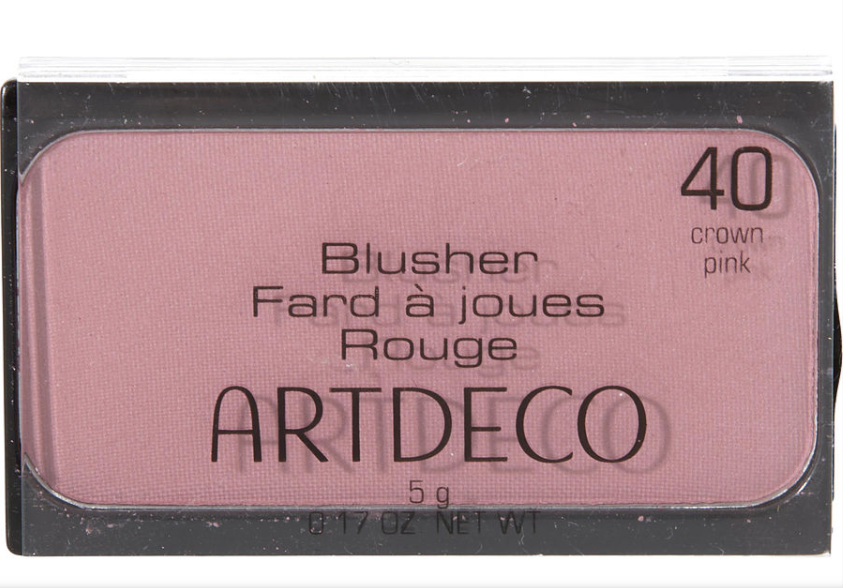 40
crown
pink
Blusher
Fard à joues
Rouge
ARTDECO
5 g
0.17 OZ NET WT